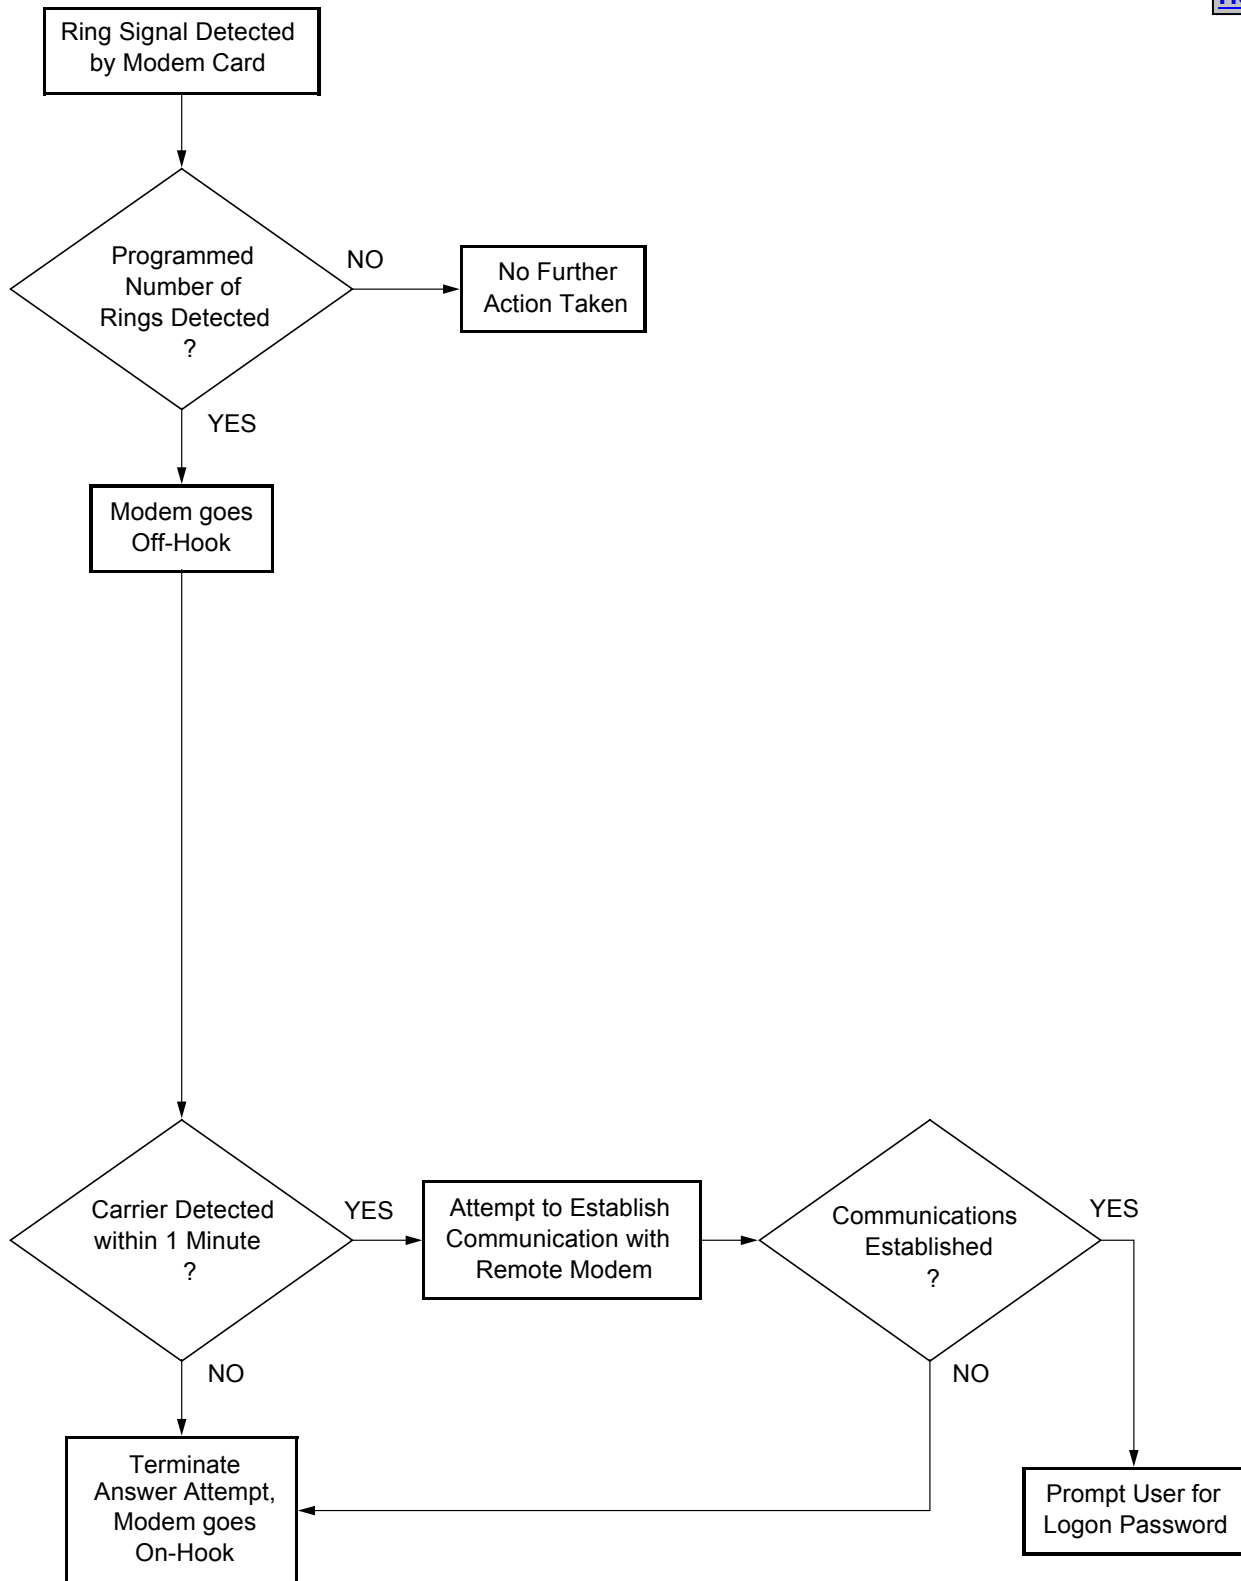 Ring Signal Detected
by Modem Card
Programmed
Number of
Rings Detected
?
NO
No Further
Action Taken
YES
Modem goes
Off-Hook
Carrier Detected
within 1 Minute
?
YES
Attempt to Establish
Communication with
Remote Modem
Communications
Established
?
YES
NO
NO
Terminate
Answer Attempt,
Modem goes
On-Hook
Prompt User for
Logon Password